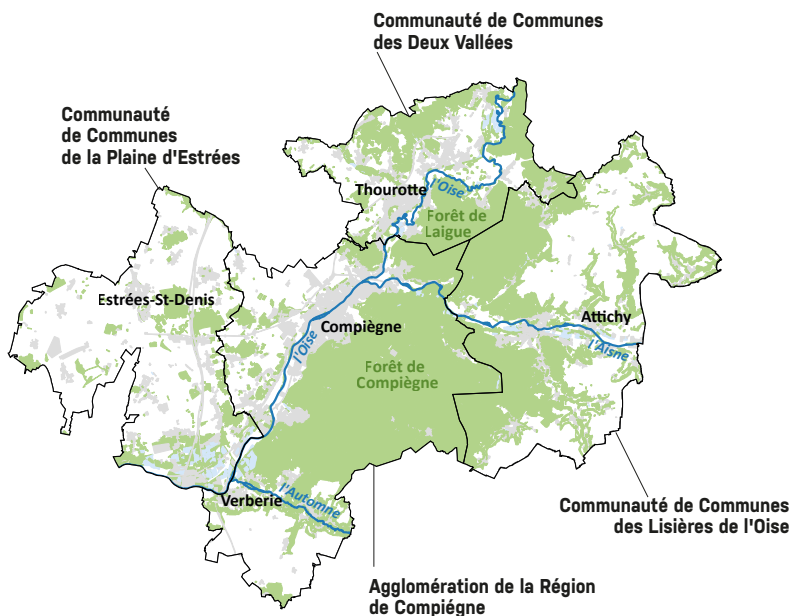 Communauté de Communes
des Deux Vallées
Communauté
de Communes
de la Plaine d'Estrées
Thourotte
l'Oise
Forêt de
Laigue
Estrées-St-Denis
Compiègne
l'Oise
Attichy
l'Aisne
Forêt de
Compiègne
Verberie
l'Automne
Communauté de Communes
des Lisières de l'Oise
Agglomération de la Région
de Compiégne